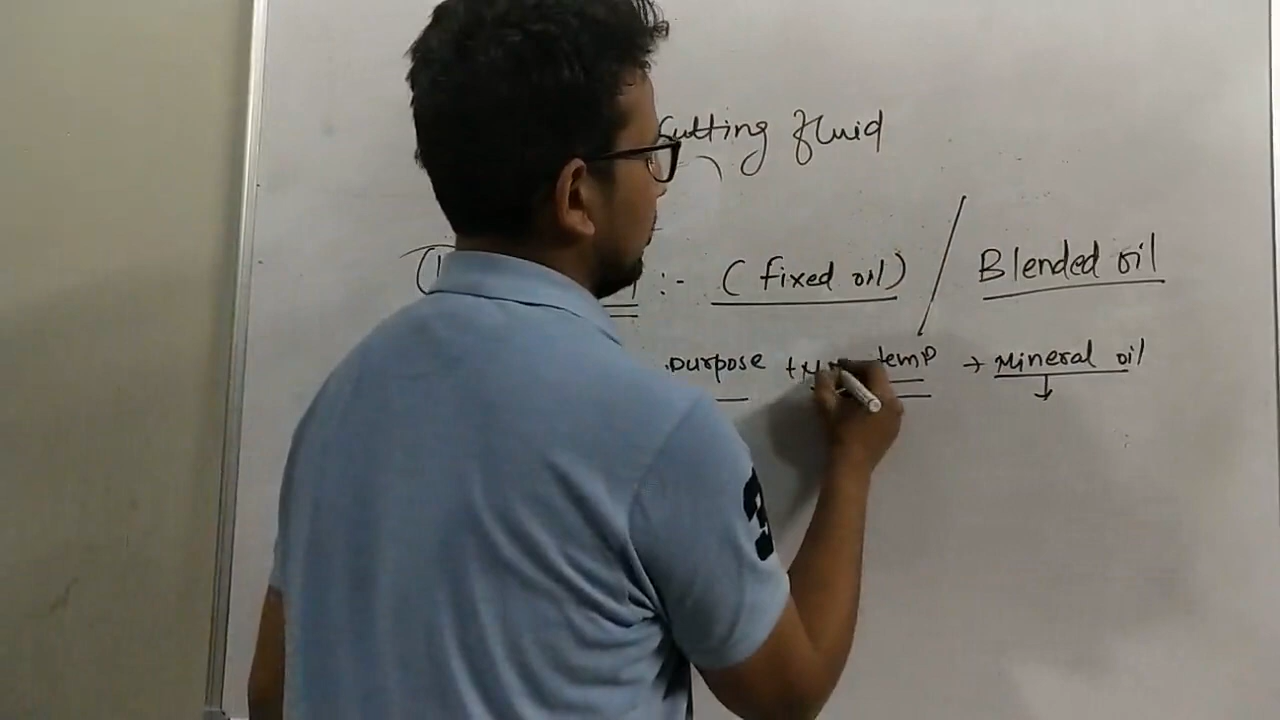 Cutting fluid
:- (fixed oil) / Blended oil
purpose temp → Mineral oil